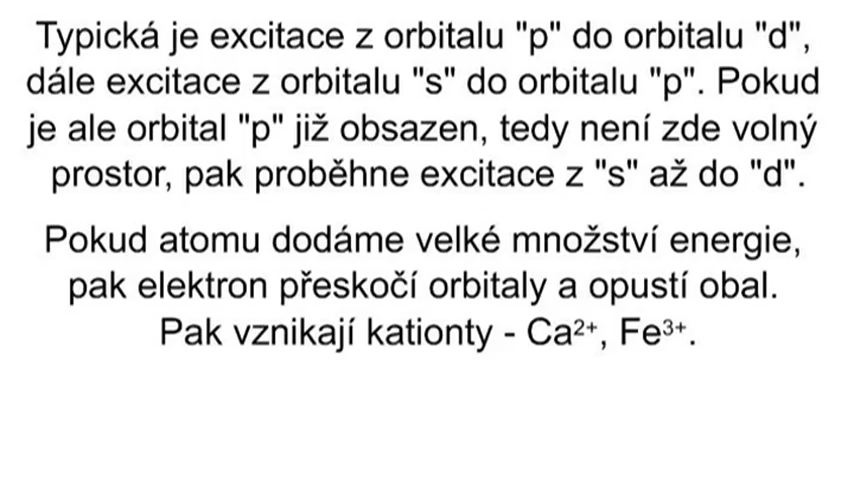 Typická je excitace z orbitalu "p" do orbitalu "d",
dále excitace z orbitalu "s" do orbitalu "p". Pokud
je ale orbital "p" již obsazen, tedy není zde volný
prostor, pak proběhne excitace z "s" až do "d".
Pokud atomu dodáme velké množství energie,
pak elektron přeskočí orbitaly a opustí obal.
Pak vznikají kationty - Ca²⁺, Fe³⁺.